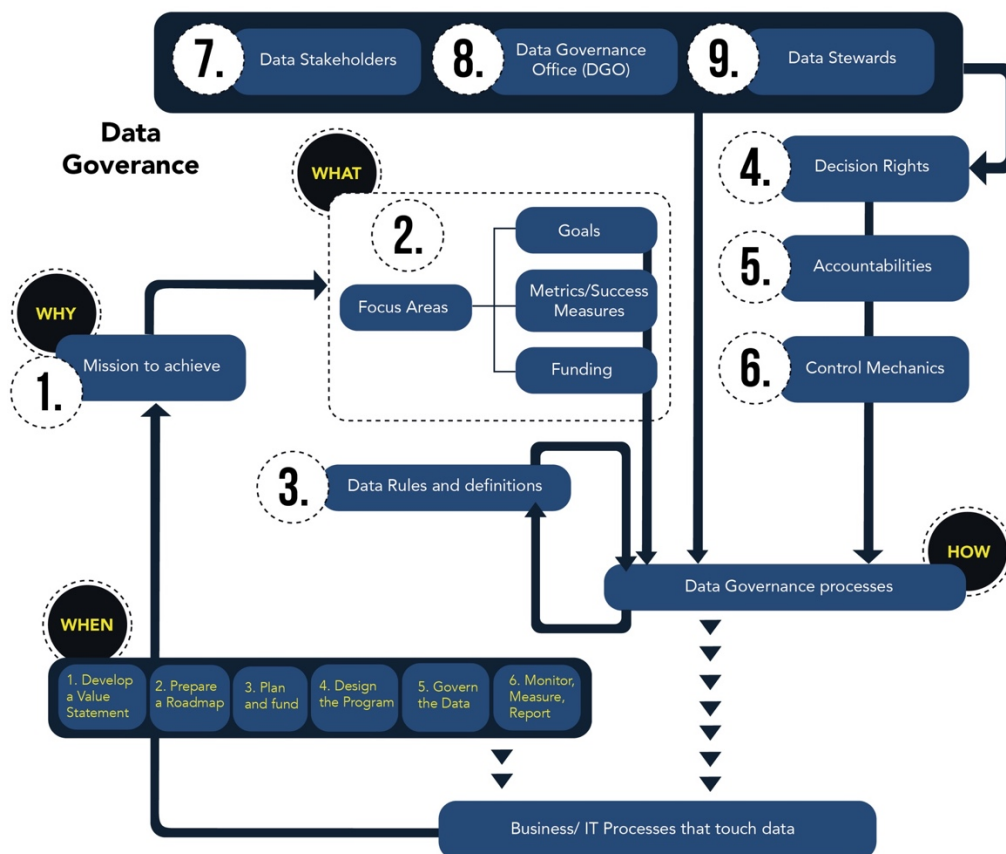 7.
Data Stakeholders
8.
Data Governance
Office (DGO)
9.
Data Stewards
Data
Goverance
WHAT
4.
Decision Rights
2.
Goals
5.
Accountabilities
WHY
Focus Areas
Metrics/Success
Measures
1.
Mission to achieve
Funding
6.
Control Mechanics
3.
Data Rules and definitions
HOW
Data Governance processes
WHEN
1. Develop
a Value
Statement
2. Prepare
a Roadmap
3. Plan
and fund
4. Design
the Program
5. Govern
the Data
6. Monitor,
Measure,
Report
Business/ IT Processes that touch data